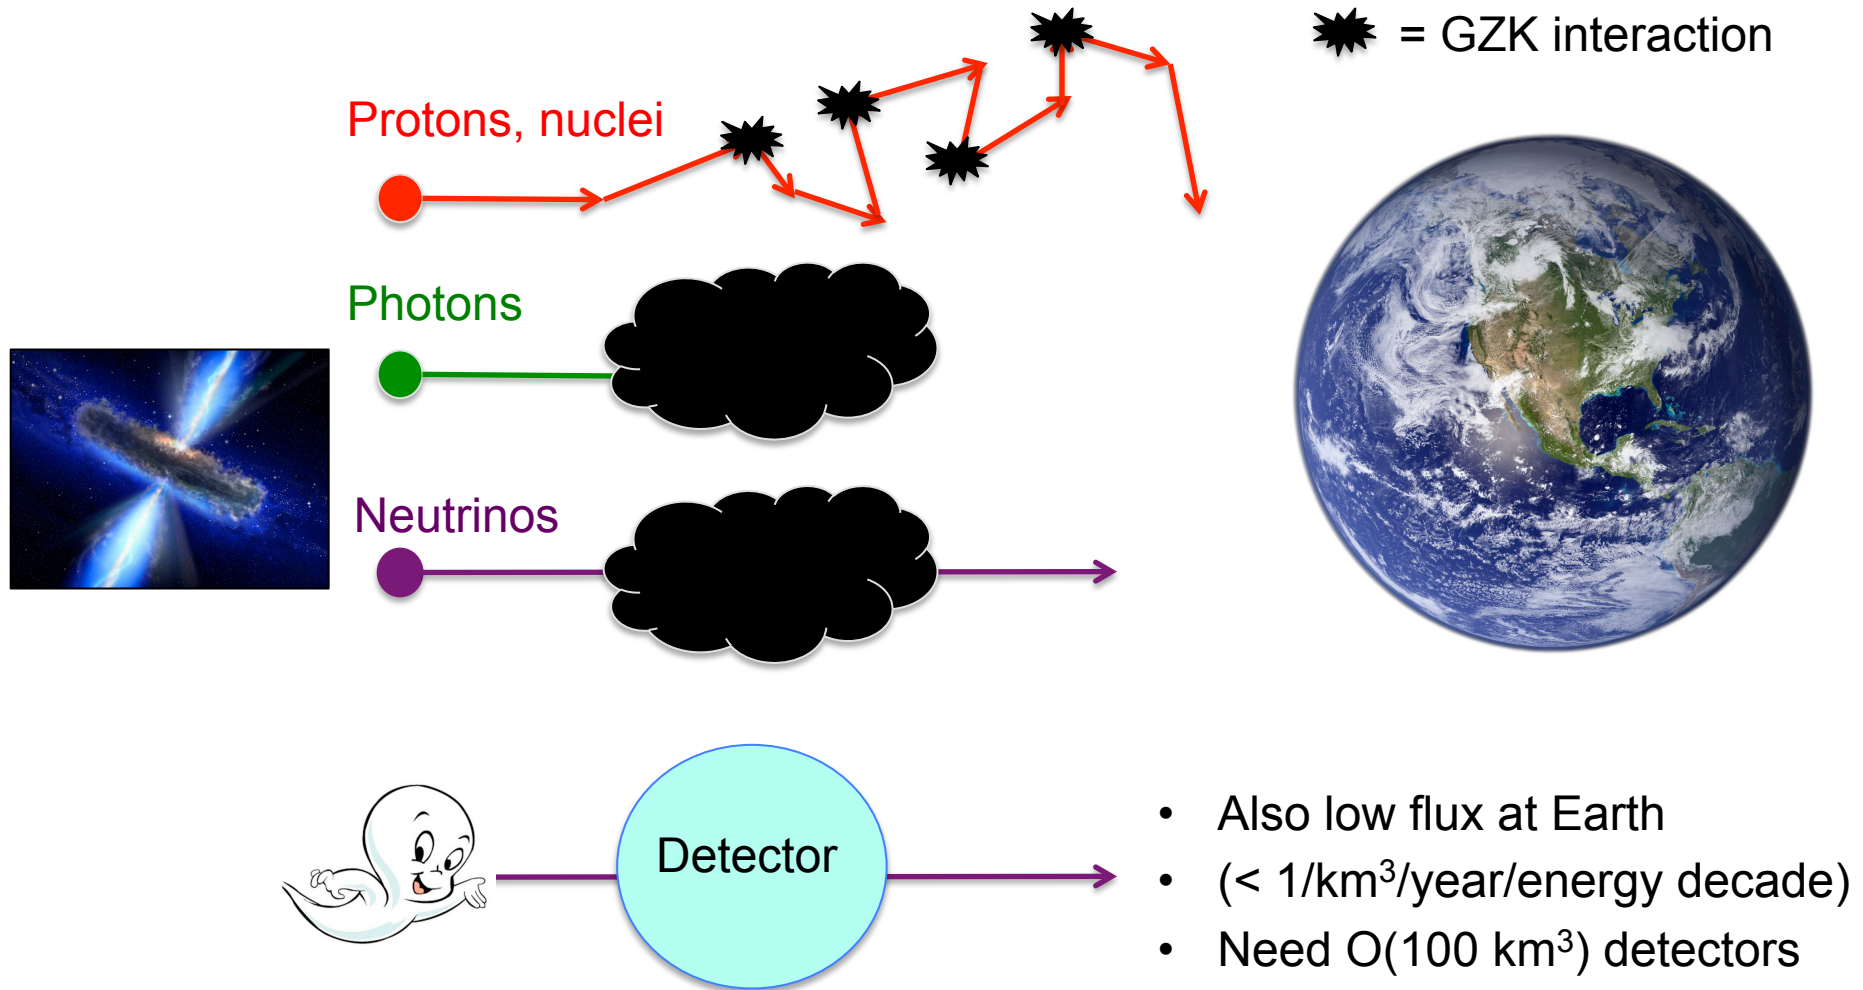 = GZK interaction
Protons, nuclei
Photons
Neutrinos
Detector
• Also low flux at Earth
• (< 1/km³/year/energy decade)
• Need O(100 km³) detectors